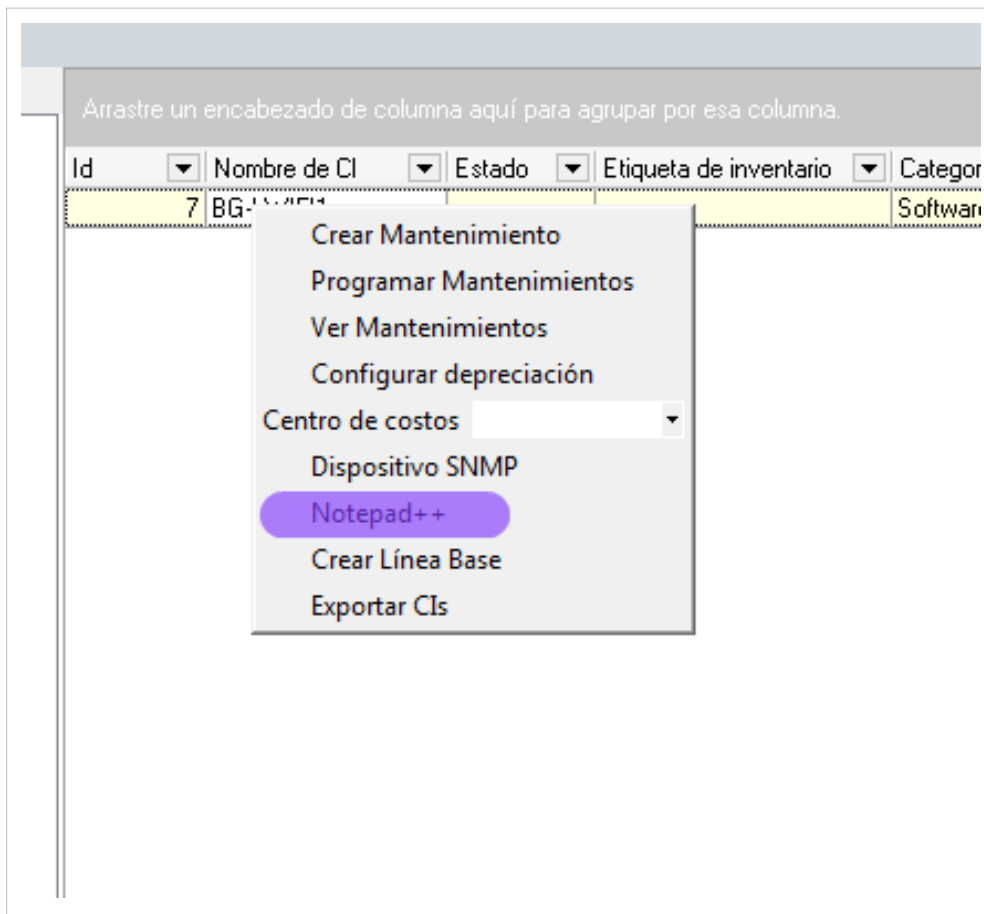 Arrastre un encabezado de columna aquí para agrupar por esa columna.
Id Nombre de CI Estado Etiqueta de inventario Categor
7 Software
Crear Mantenimiento
Programar Mantenimientos
Ver Mantenimientos
Configurar depreciación
Centro de costos
Dispositivo SNMP
Notepad++
Crear Línea Base
Exportar CIs